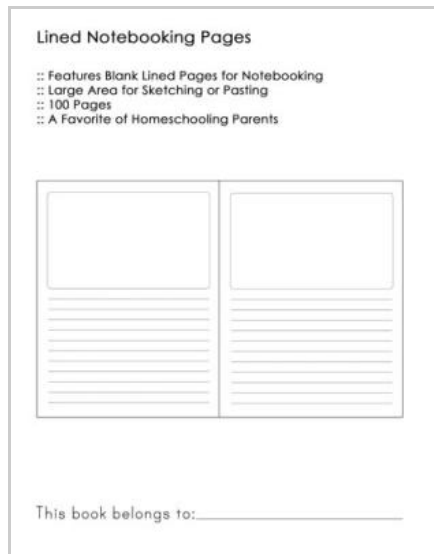 Lined Notebooking Pages
:: Features Blank Lined Pages for Notebooking
:: Large Area for Sketching or Pasting
:: 100 Pages
:: A Favorite of Homeschooling Parents
This book belongs to: